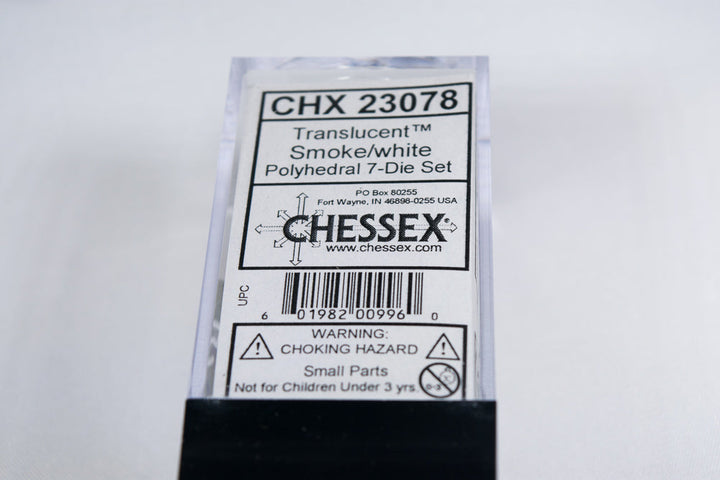 CHX 23078
Translucent™
Smoke/white
Polyhedral 7-Die Set
PO Box 80255
Fort Wayne, IN 46898-0255 USA
CHESSEX®
www.chessex.com
UPC
6 01982 00996 0
WARNING:
CHOKING HAZARD
Small Parts
Not for Children Under 3 yrs.
0-3